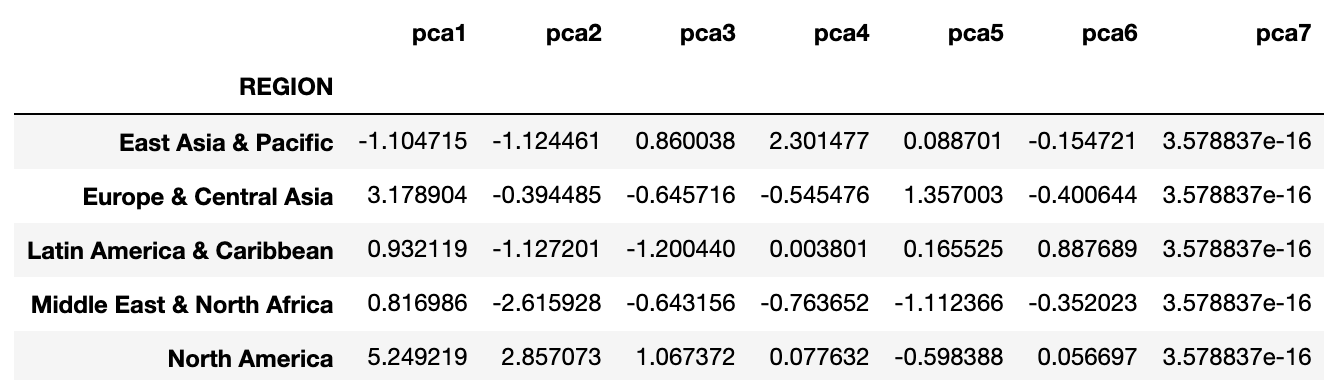 pca1 pca2 pca3 pca4 pca5 pca6 pca7
REGION
East Asia & Pacific -1.104715 -1.124461 0.860038 2.301477 0.088701 -0.154721 3.578837e-16
Europe & Central Asia 3.178904 -0.394485 -0.645716 -0.545476 1.357003 -0.400644 3.578837e-16
Latin America & Caribbean 0.932119 -1.127201 -1.200440 0.003801 0.165525 0.887689 3.578837e-16
Middle East & North Africa 0.816986 -2.615928 -0.643156 -0.763652 -1.112366 -0.352023 3.578837e-16
North America 5.249219 2.857073 1.067372 0.077632 -0.598388 0.056697 3.578837e-16